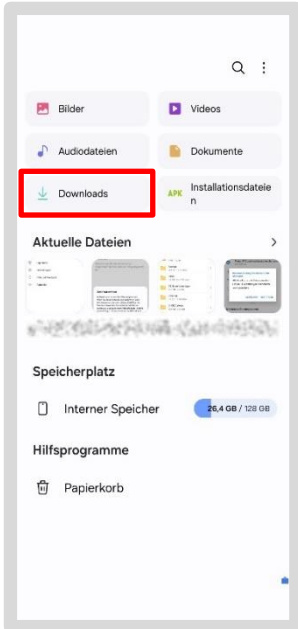 Bilder
Videos
Audiodateien
Dokumente
Downloads
APK
Installationsdateie
n
Aktuelle Dateien
Speicherplatz
Interner Speicher
26,4 GB / 128 GB
Hilfsprogramme
Papierkorb